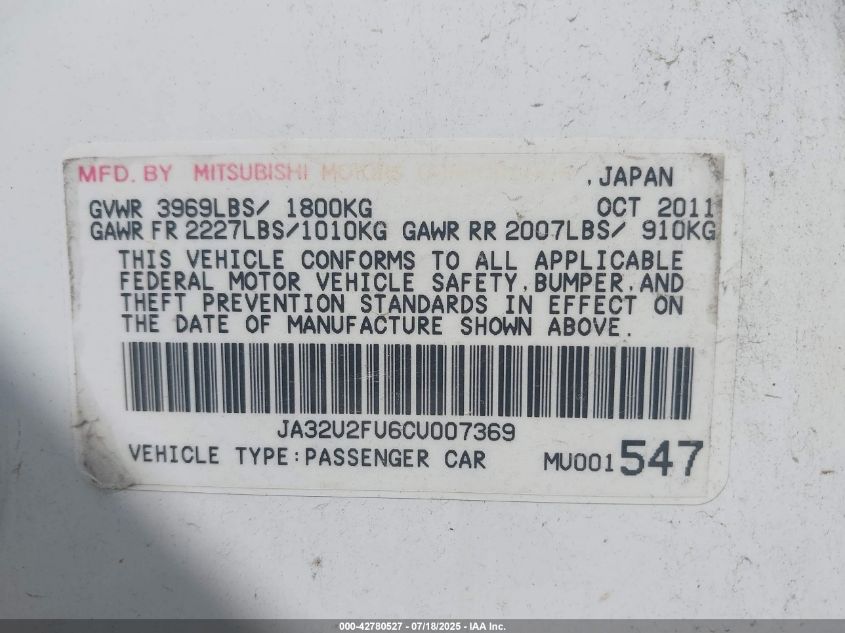 MFD. BY MITSUBISHI MOTORS CORPORATION , JAPAN
GVWR 3969LBS/ 1800KG OCT 2011
GAWR FR 2227LBS/1010KG GAWR RR 2007LBS/ 910KG
THIS VEHICLE CONFORMS TO ALL APPLICABLE
FEDERAL MOTOR VEHICLE SAFETY,BUMPER,AND
THEFT PREVENTION STANDARDS IN EFFECT ON
THE DATE OF MANUFACTURE SHOWN ABOVE.
JA32U2FU6CU007369
VEHICLE TYPE:PASSENGER CAR MU001547
000-42780527 - 07/18/2025 - IAA Inc.